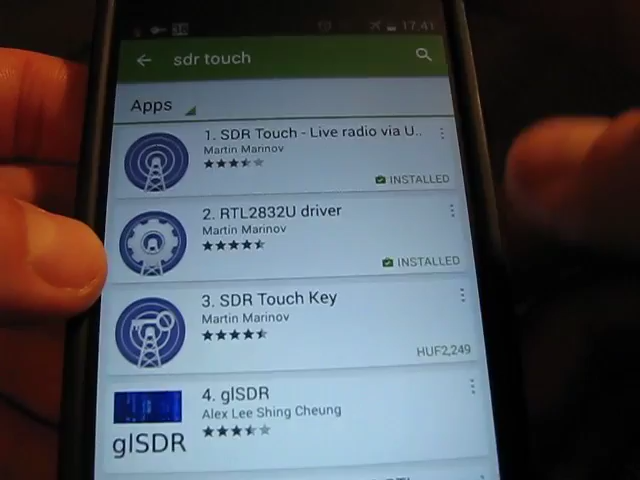 17:41
sdr touch
Apps
1. SDR Touch - Live radio via U..
Martin Marinov
INSTALLED
2. RTL2832U driver
Martin Marinov
INSTALLED
3. SDR Touch Key
Martin Marinov
HUF2,249
4. glSDR
Alex Lee Shing Cheung
glSDR